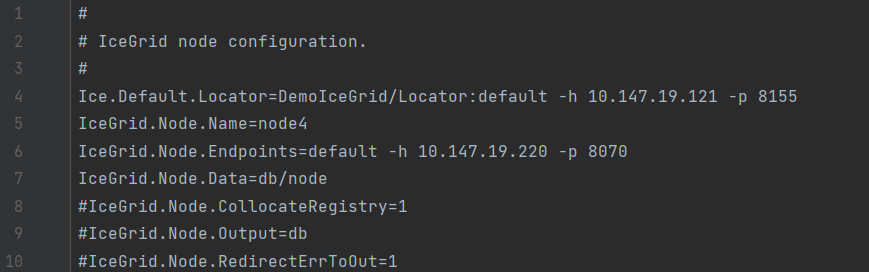 1 #
2 # IceGrid node configuration.
3 #
4 Ice.Default.Locator=DemoIceGrid/Locator:default -h 10.147.19.121 -p 8155
5 IceGrid.Node.Name=node4
6 IceGrid.Node.Endpoints=default -h 10.147.19.220 -p 8070
7 IceGrid.Node.Data=db/node
8 #IceGrid.Node.CollocateRegistry=1
9 #IceGrid.Node.Output=db
10 #IceGrid.Node.RedirectErrToOut=1